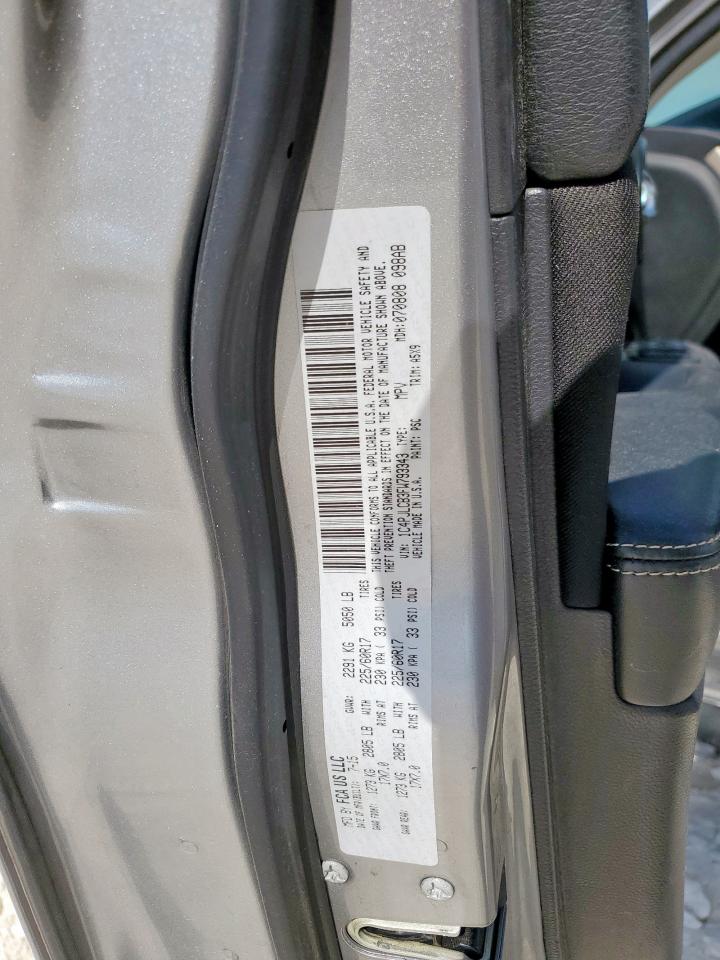 MFD BY FCA US LLC
DATE OF MFR 7-15 GVWR: 2291 KG 5050 LB
GAWR FRONT: 1273 KG 2805 LB WITH 225/60R17 TIRES
17X7.0 RIMS AT 230 KPA ( 33 PSI) COLD
GAWR REAR: 1273 KG 2805 LB WITH 225/60R17 TIRES
17X7.0 RIMS AT 230 KPA ( 33 PSI) COLD
THIS VEHICLE CONFORMS TO ALL APPLICABLE U.S.A. FEDERAL MOTOR VEHICLE SAFETY AND
THEFT PREVENTION STANDARDS IN EFFECT ON THE DATE OF MANUFACTURE SHOWN ABOVE.
VIN: 1C4PJLCB3FW793343 TYPE: MPV MDH:070808 098AB
VEHICLE MADE IN U.S.A. PAINT: PSC TRIM: A5X9